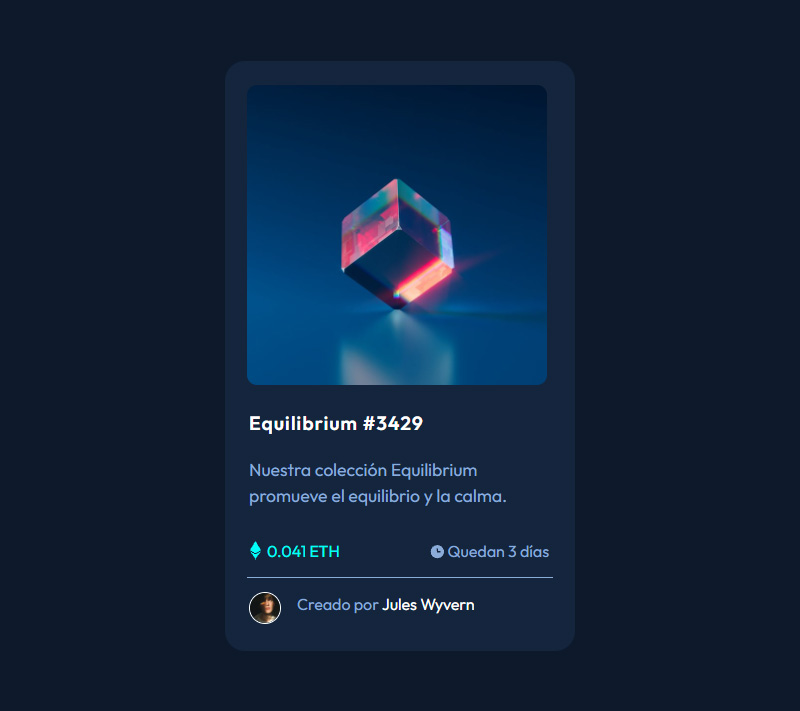 Equilibrium #3429
Nuestra colección Equilibrium
promueve el equilibrio y la calma.
0.041 ETH
Quedan 3 días
Creado por Jules Wyvern